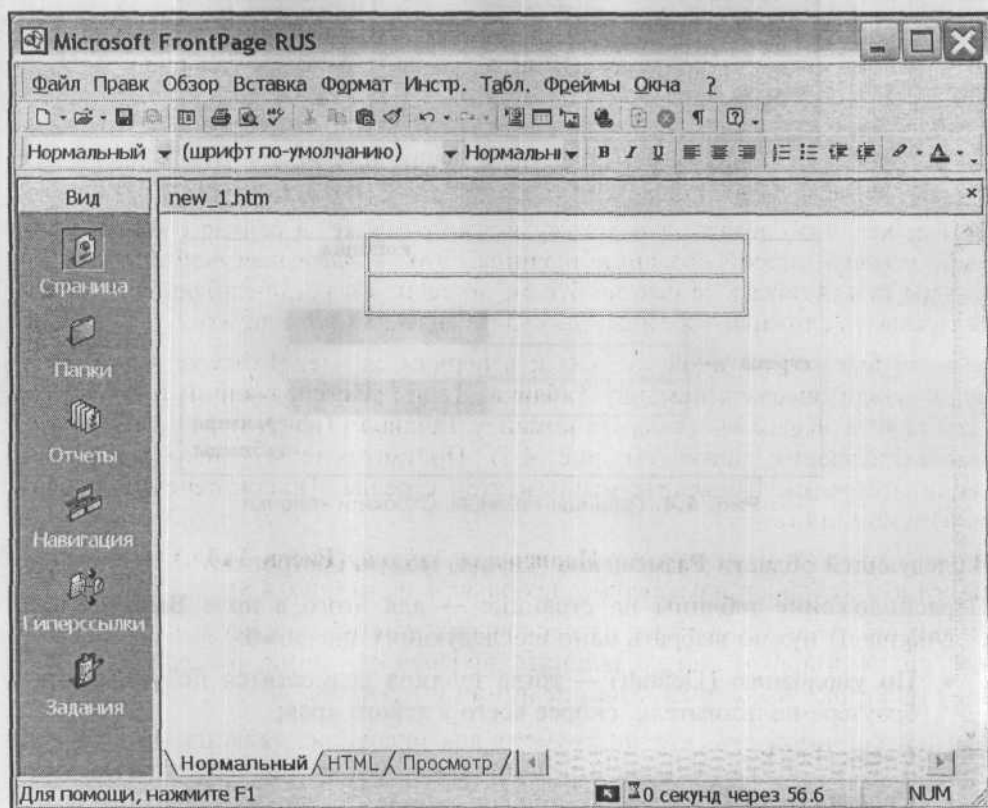 Microsoft FrontPage RUS
Файл Правк Обзор Вставка Формат Инстр. Табл. Фреймы Окна ?
Нормальный (шрифт по-умолчанию) Нормальны
Вид new_1.htm
Страница
Папки
Отчеты
Навигация
Гиперссылки
Задания
Нормальный HTML Просмотр
Для помощи, нажмите F1 0 секунд через 56.6 NUM